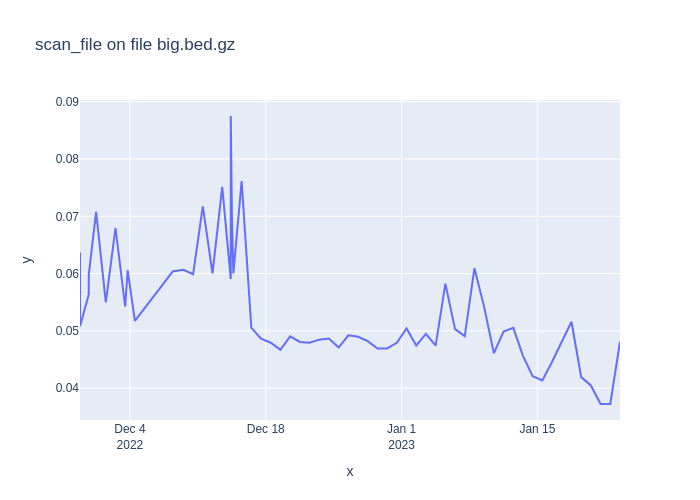 scan_file on file big.bed.gz
0.09
0.08
0.07
0.06
0.05
0.04
y
Dec 4
2022
Dec 18
Jan 1
2023
Jan 15
x